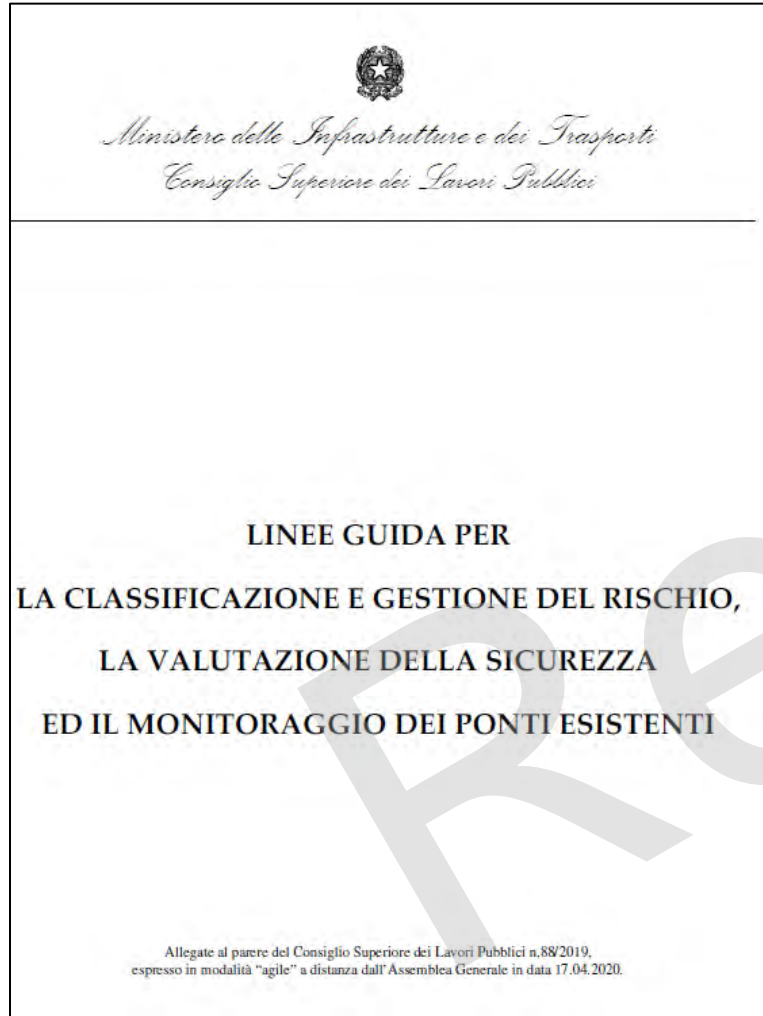 Ministero delle Infrastrutture e dei Trasporti
Consiglio Superiore dei Lavori Pubblici
LINEE GUIDA PER
LA CLASSIFICAZIONE E GESTIONE DEL RISCHIO,
LA VALUTAZIONE DELLA SICUREZZA
ED IL MONITORAGGIO DEI PONTI ESISTENTI
Allegate al parere del Consiglio Superiore dei Lavori Pubblici n.88/2019,
espresso in modalità “agile” a distanza dall’Assemblea Generale in data 17.04.2020.
Re